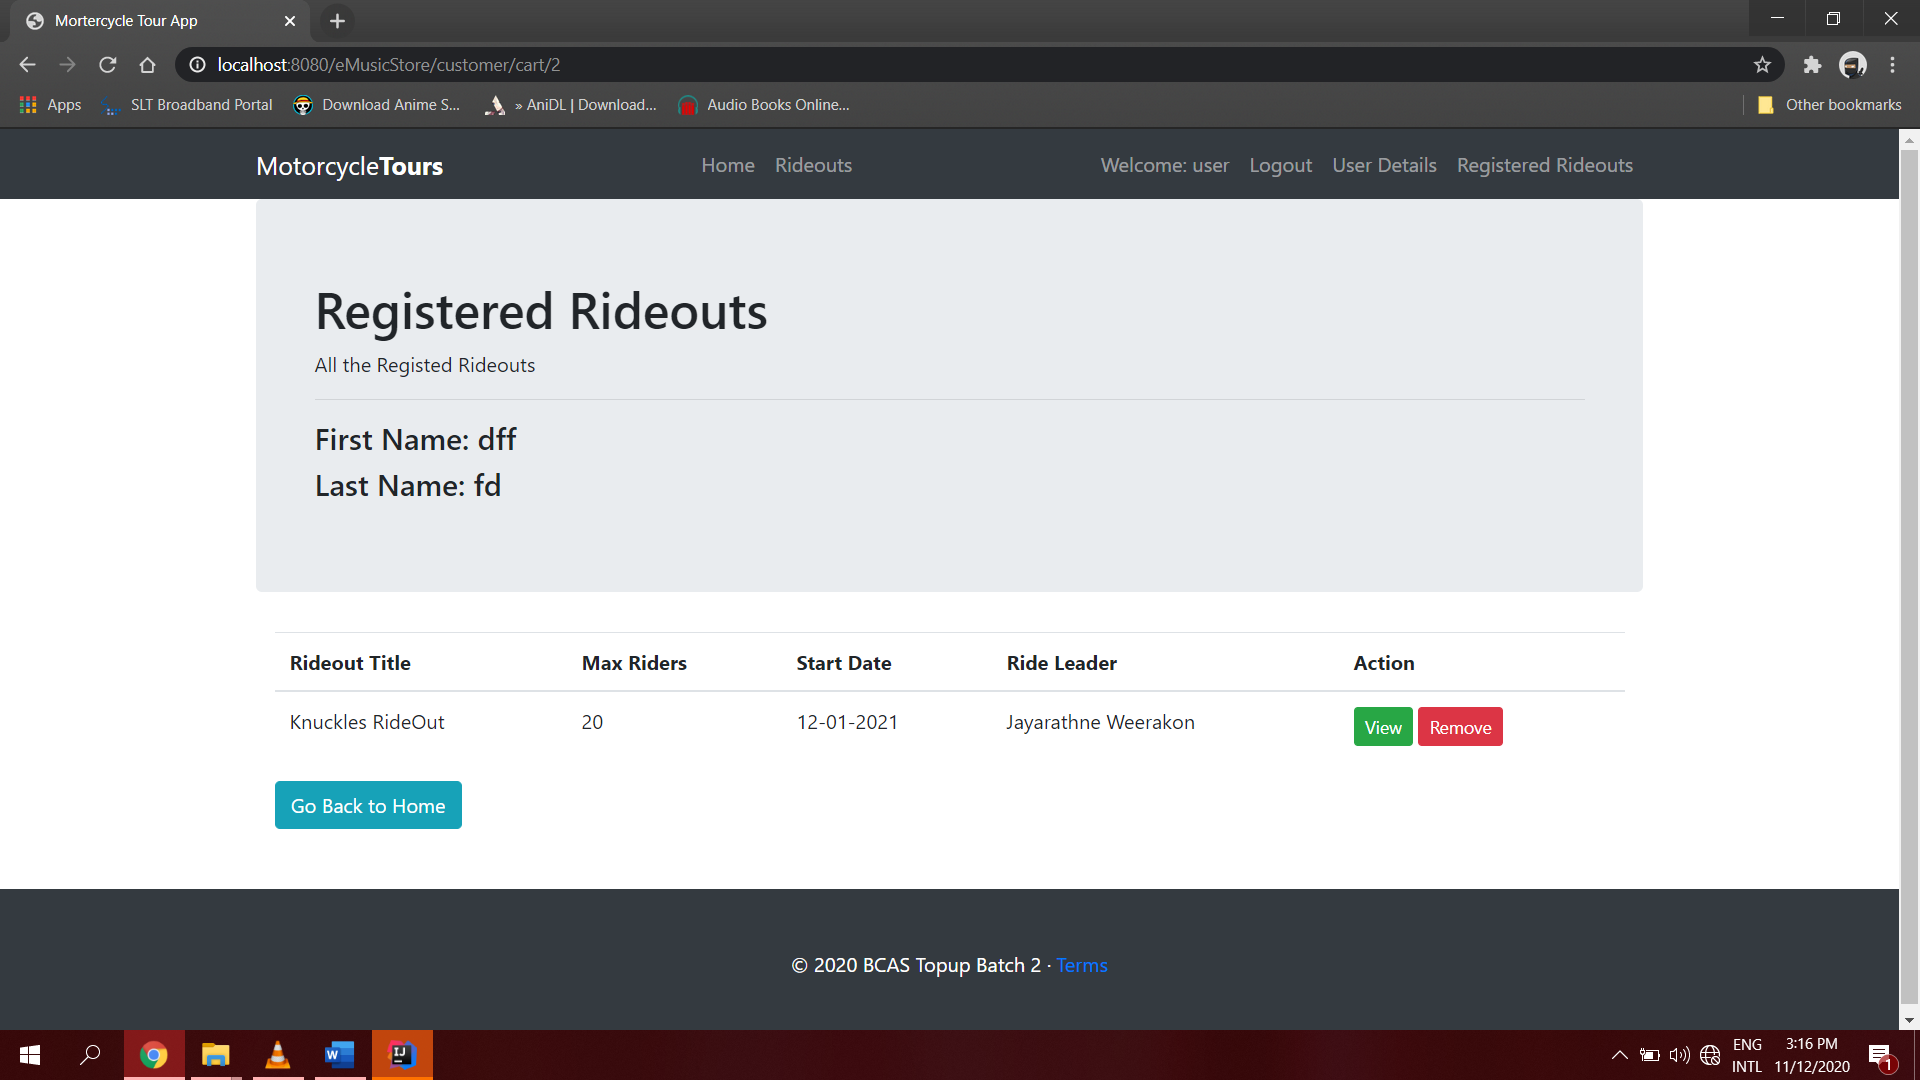 Mortercycle Tour App
localhost:8080/eMusicStore/customer/cart/2
Apps SLT Broadband Portal Download Anime S... » AniDL | Download... Audio Books Online... Other bookmarks
MotorcycleTours Home Rideouts Welcome: user Logout User Details Registered Rideouts
Registered Rideouts
All the Registed Rideouts
First Name: dff
Last Name: fd
Rideout Title Max Riders Start Date Ride Leader Action
Knuckles RideOut 20 12-01-2021 Jayarathne Weerakon View Remove
Go Back to Home
© 2020 BCAS Topup Batch 2 · Terms
ENG 3:16 PM
INTL 11/12/2020 1